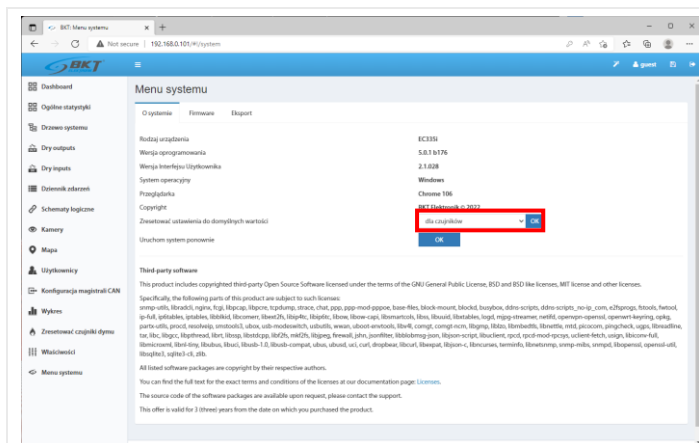 BKT: Menu systemu
Not secure | 192.168.0.101/#!/system
BKT
guest
Dashboard
Ogólne statystyki
Drzewo systemu
Dry outputs
Dry inputs
Dziennik zdarzeń
Schematy logiczne
Kamery
Mapa
Użytkownicy
Konfiguracja magistrali CAN
Wykres
Zresetować czujniki dymu
Właściwości
Menu systemu
Menu systemu
O systemie Firmware Eksport
Rodzaj urządzenia EC335i
Wersja oprogramowania 5.0.1 b176
Wersja Interfejsu Użytkownika 2.1.028
System operacyjny Windows
Przeglądarka Chrome 106
Copyright BKT Elektronik © 2022
Zresetować ustawienia do domyślnych wartości dla czujników OK
Uruchom system ponownie OK
Third-party software
This product includes copyrighted third-party Open Source Software licensed under the terms of the GNU General Public License, BSD and BSD like licenses, MIT license and other licenses.
Specifically, the following parts of this product are subject to such licenses:
All listed software packages are copyright by their respective authors.
You can find the full text for the exact terms and conditions of the licenses at our documentation page: Licenses.
The source code of the software packages are available upon request, please contact the support.
This offer is valid for 3 (three) years from the date on which you purchased the product.